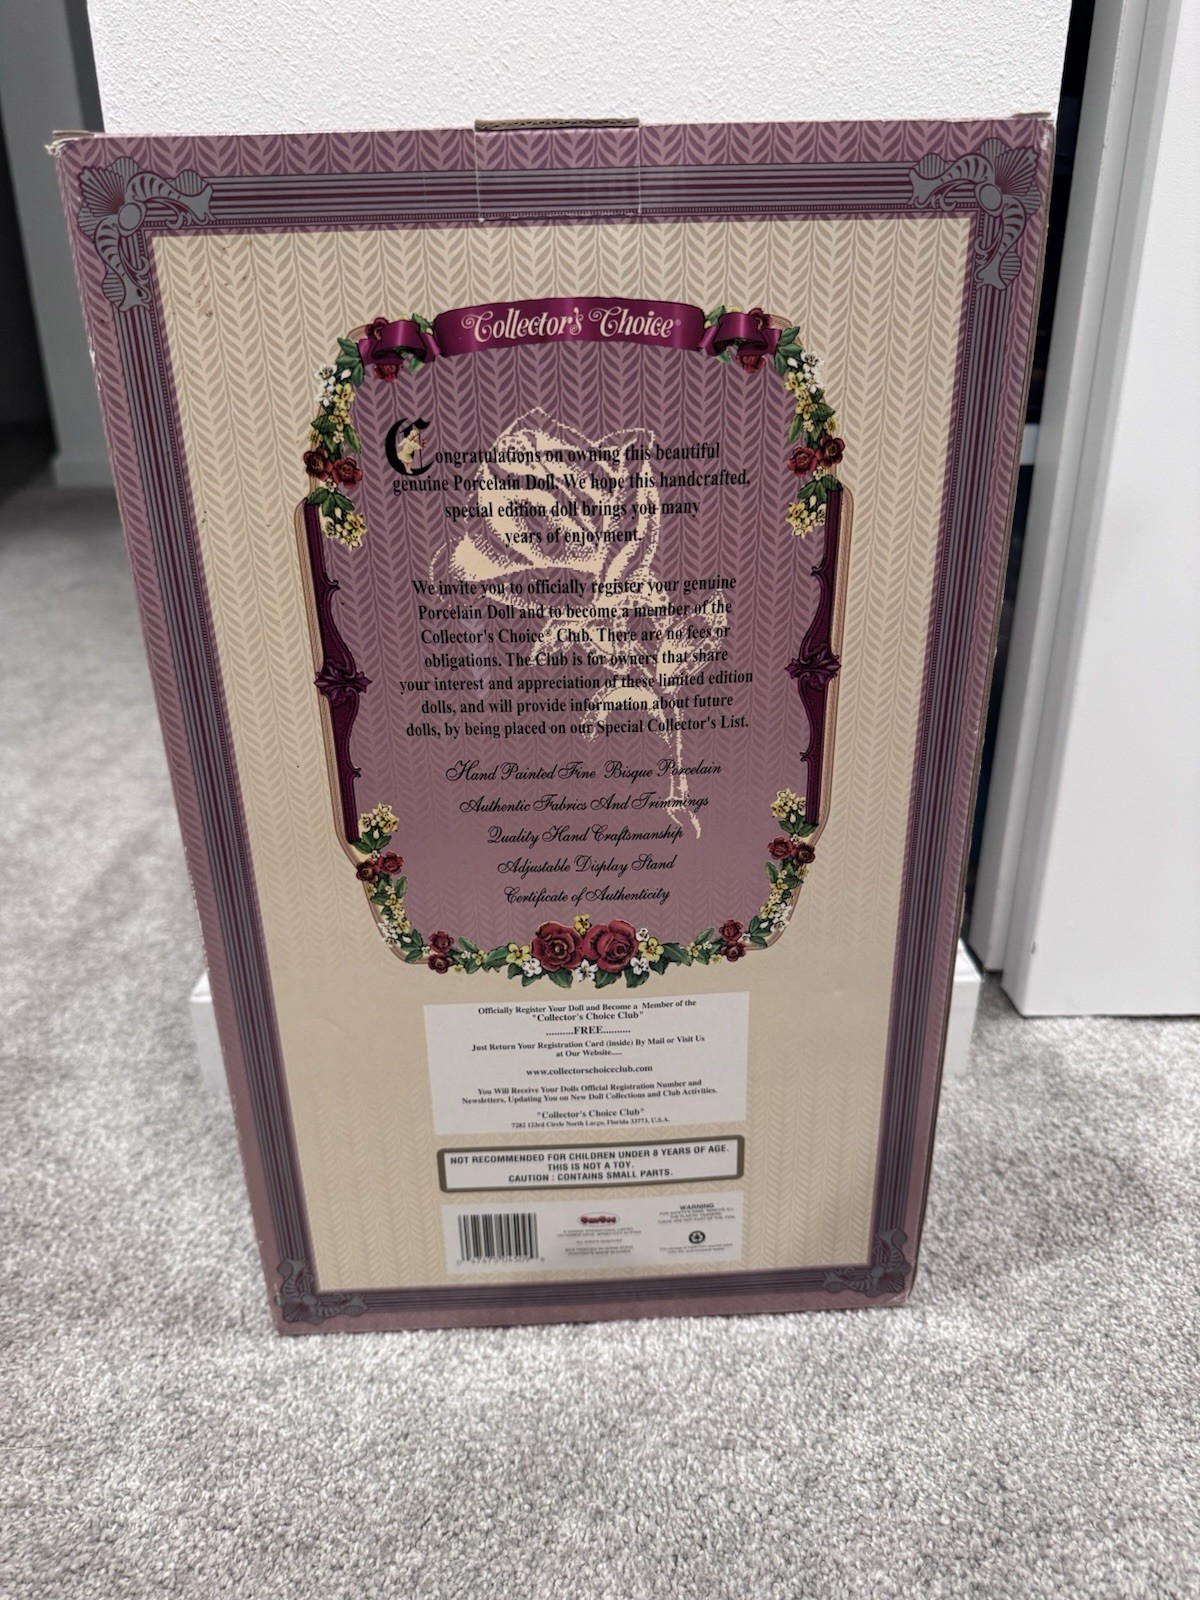 Collector's Choice®
Congratulations on owning this beautiful
genuine Porcelain Doll. We hope this handcrafted,
special edition doll brings you many
years of enjoyment.
We invite you to officially register your genuine
Porcelain Doll and to become a member of the
Collector's Choice® Club. There are no fees or
obligations. The Club is for owners that share
your interest and appreciation of these limited edition
dolls, and will provide information about future
dolls, by being placed on our Special Collector's List.
Hand Painted Fine Bisque Porcelain
Authentic Fabrics And Trimmings
Quality Hand Craftsmanship
Adjustable Display Stand
Certificate of Authenticity
Officially Register Your Doll and Become a Member of the
"Collector's Choice Club"
..........FREE..........
Just Return Your Registration Card (inside) By Mail or Visit Us
at Our Website.....
www.collectorschoiceclub.com
You Will Receive Your Dolls Official Registration Number and
Newsletters, Updating You on New Doll Collections and Club Activities.
"Collector's Choice Club"
7282 123rd Circle North Largo, Florida 33773, U.S.A.
NOT RECOMMENDED FOR CHILDREN UNDER 8 YEARS OF AGE.
THIS IS NOT A TOY.
CAUTION : CONTAINS SMALL PARTS.
DanDee
WARNING